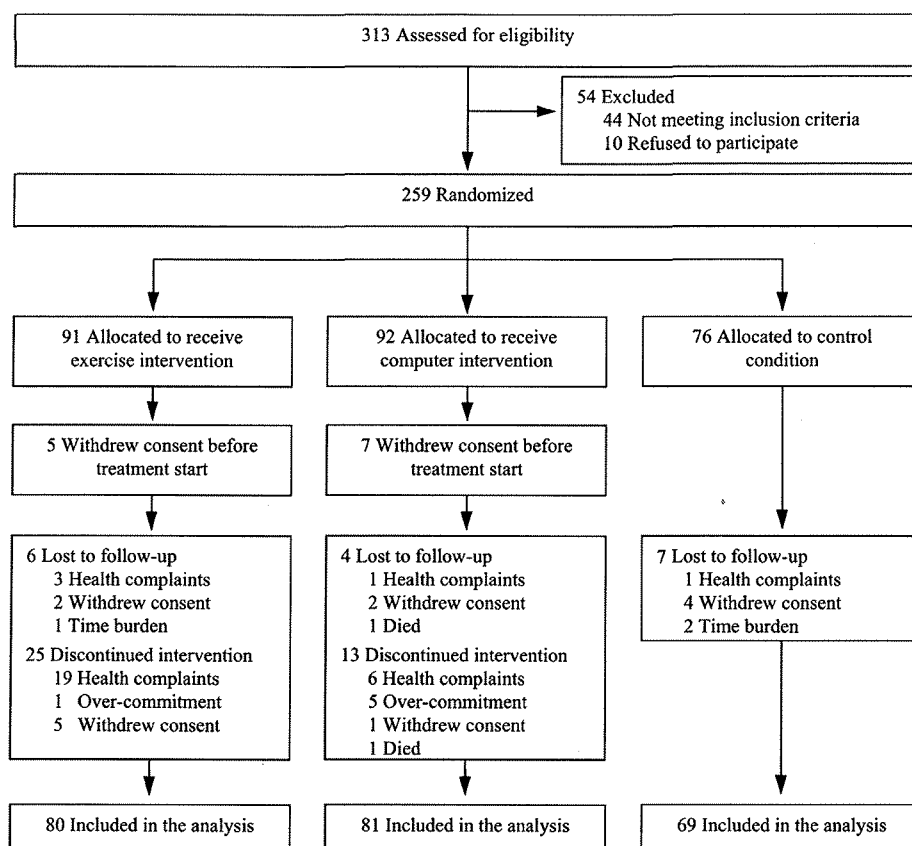 313 Assessed for eligibility
54 Excluded
44 Not meeting inclusion criteria
10 Refused to participate
259 Randomized
91 Allocated to receive
exercise intervention
92 Allocated to receive
computer intervention
76 Allocated to control
condition
5 Withdrew consent before
treatment start
7 Withdrew consent before
treatment start
6 Lost to follow-up
3 Health complaints
2 Withdrew consent
1 Time burden
25 Discontinued intervention
19 Health complaints
1 Over-commitment
5 Withdrew consent
4 Lost to follow-up
1 Health complaints
2 Withdrew consent
1 Died
13 Discontinued intervention
6 Health complaints
5 Over-commitment
1 Withdrew consent
1 Died
7 Lost to follow-up
1 Health complaints
4 Withdrew consent
2 Time burden
80 Included in the analysis
81 Included in the analysis
69 Included in the analysis